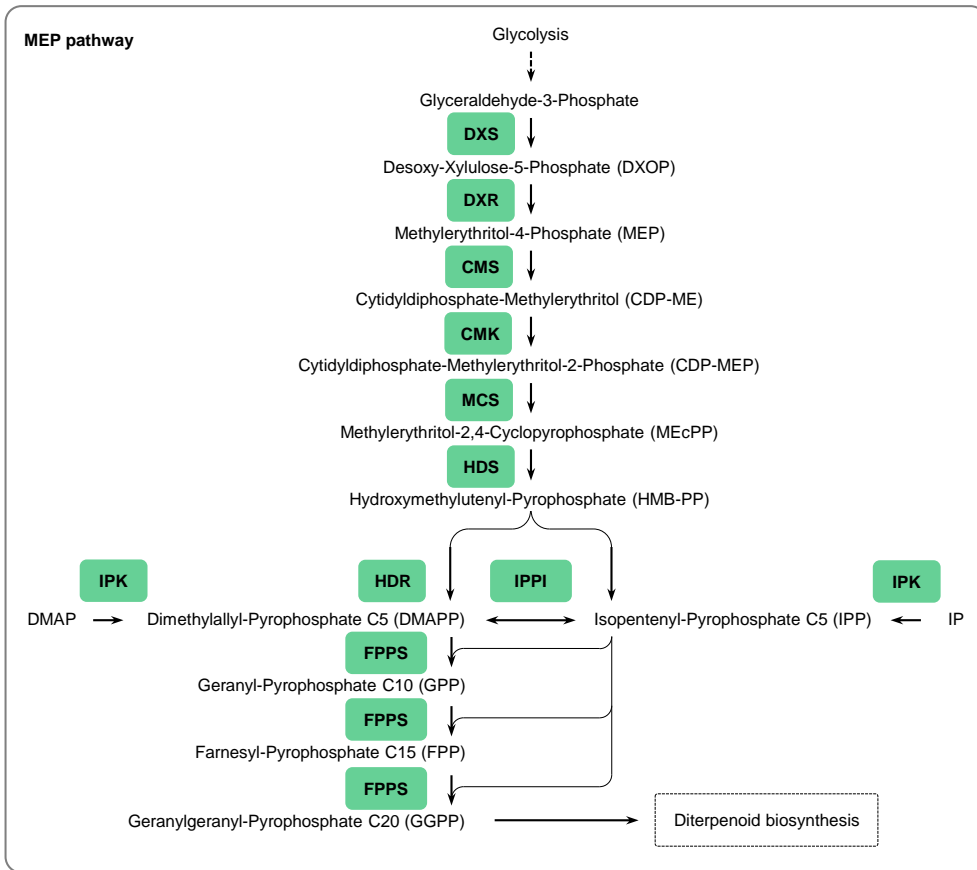 MEP pathway
Glycolysis
Glyceraldehyde-3-Phosphate
DXS
Desoxy-Xylulose-5-Phosphate (DXOP)
DXR
Methylerythritol-4-Phosphate (MEP)
CMS
Cytidyldiphosphate-Methylerythritol (CDP-ME)
CMK
Cytidyldiphosphate-Methylerythritol-2-Phosphate (CDP-MEP)
MCS
Methylerythritol-2,4-Cyclopyrophosphate (MEcPP)
HDS
Hydroxymethylutenyl-Pyrophosphate (HMB-PP)
IPK
HDR
IPPI
IPK
DMAP
Dimethylallyl-Pyrophosphate C5 (DMAPP)
Isopentenyl-Pyrophosphate C5 (IPP)
IP
FPPS
Geranyl-Pyrophosphate C10 (GPP)
FPPS
Farnesyl-Pyrophosphate C15 (FPP)
FPPS
Geranylgeranyl-Pyrophosphate C20 (GGPP)
Diterpenoid biosynthesis